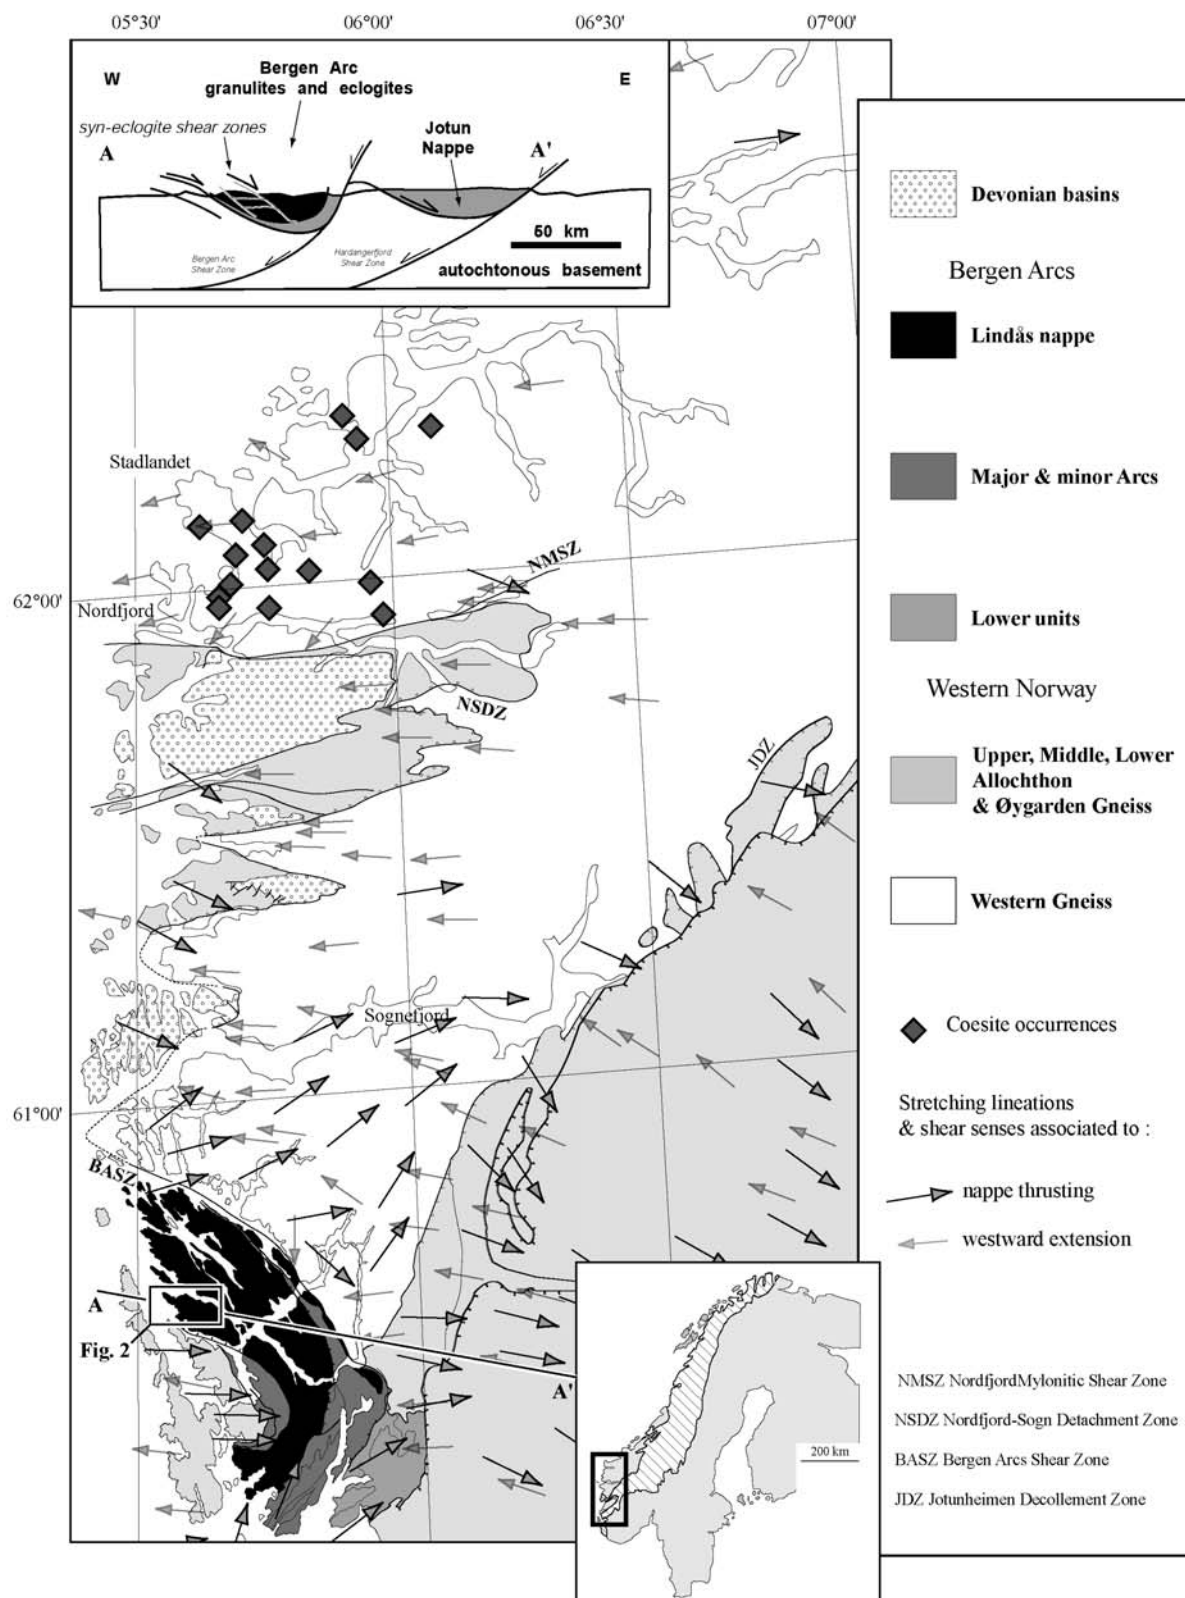 05°30'
06°00'
06°30'
07°00'
W
Bergen Arc
granulites and eclogites
E
syn-eclogite shear zones
A
Jotun
Nappe
A'
60 km
Bergen Arc
Shear Zone
Hardangerfjord
Shear Zone
autochtonous basement
Stadlandet
NMSZ
62°00'
Nordfjord
NSDZ
JDZ
Sognefjord
61°00'
BASZ
A
Fig. 2
A'
200 km
Devonian basins
Bergen Arcs
Lindås nappe
Major & minor Arcs
Lower units
Western Norway
Upper, Middle, Lower
Allochthon
& Øygarden Gneiss
Western Gneiss
Coesite occurrences
Stretching lineations
& shear senses associated to :
nappe thrusting
westward extension
NMSZ NordfjordMylonitic Shear Zone
NSDZ Nordfjord-Sogn Detachment Zone
BASZ Bergen Arcs Shear Zone
JDZ Jotunheimen Decollement Zone